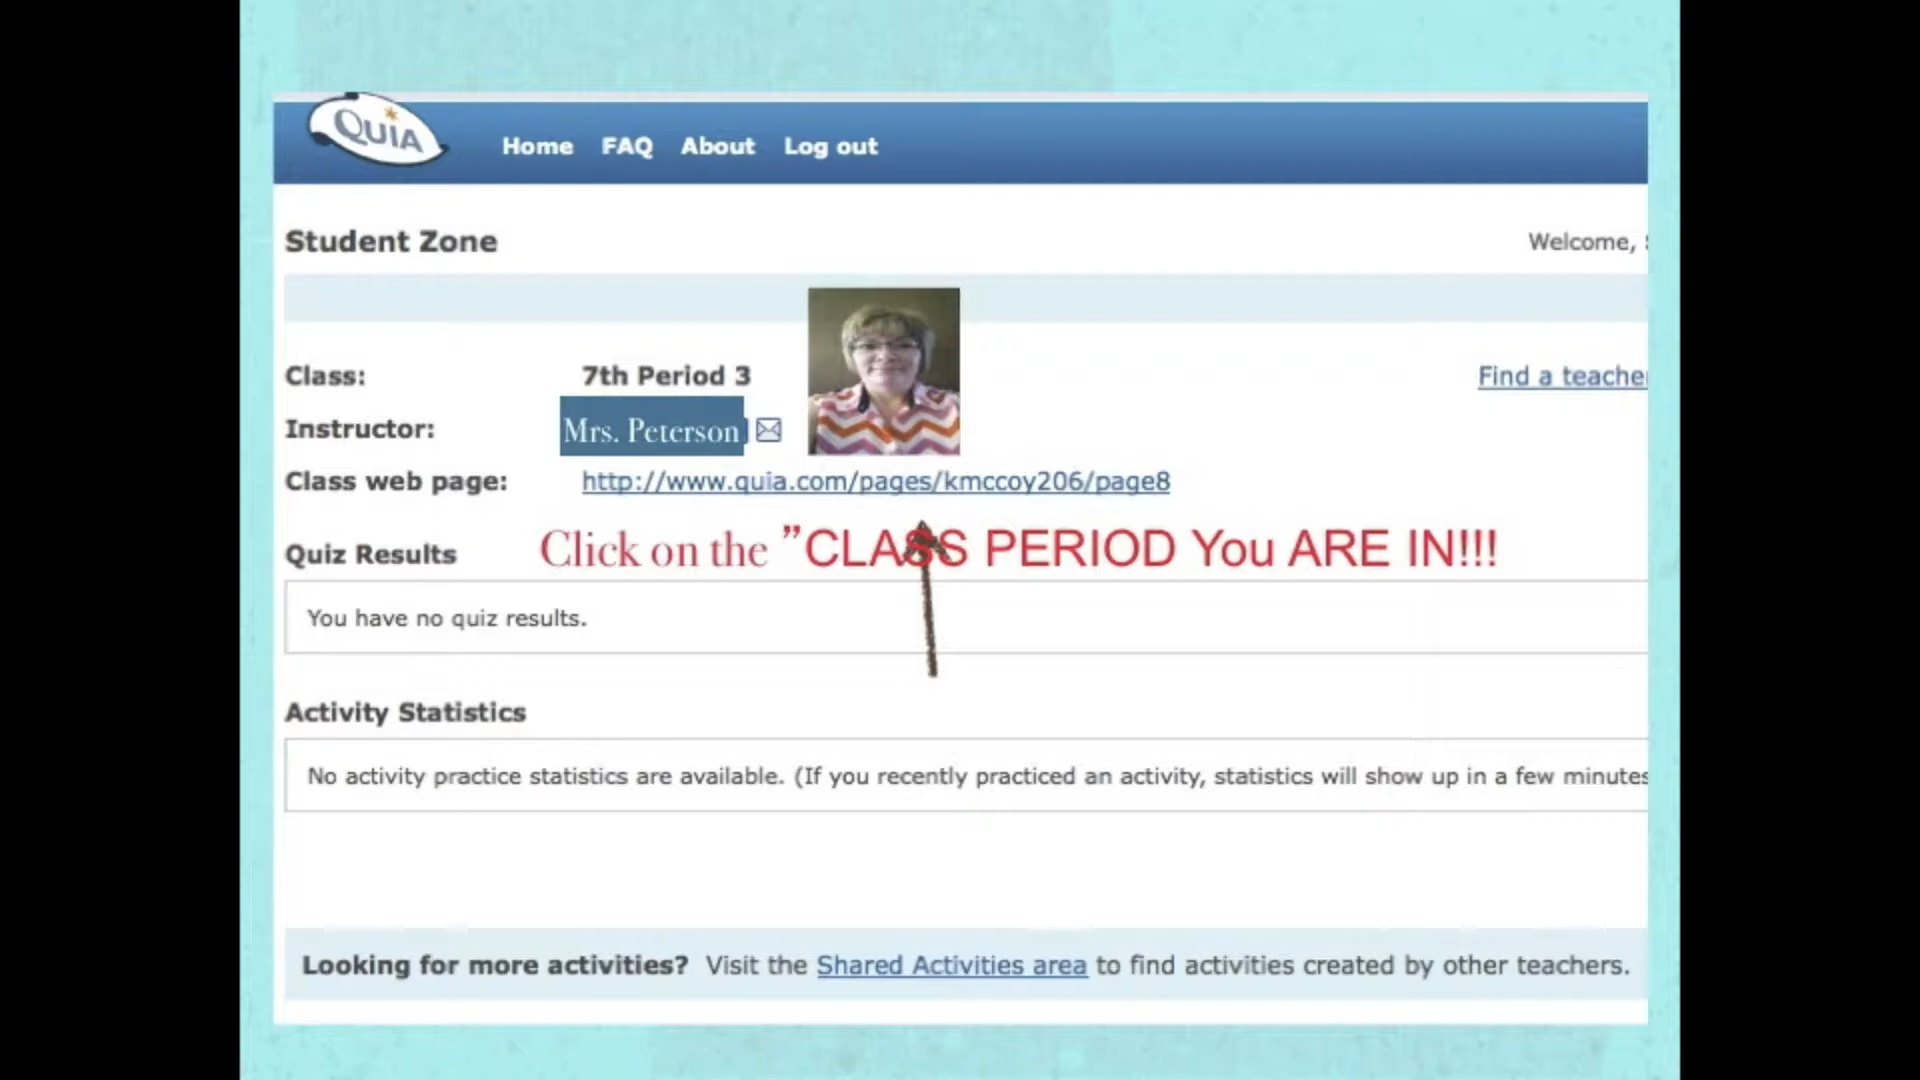 QUIA
Home FAQ About Log out
Student Zone
Welcome,
Class: 7th Period 3
Find a teacher
Instructor: Mrs. Peterson
Class web page: http://www.quia.com/pages/kmccoy206/page8
Click on the "CLASS PERIOD You ARE IN!!!
Quiz Results
You have no quiz results.
Activity Statistics
No activity practice statistics are available. (If you recently practiced an activity, statistics will show up in a few minutes
Looking for more activities? Visit the Shared Activities area to find activities created by other teachers.